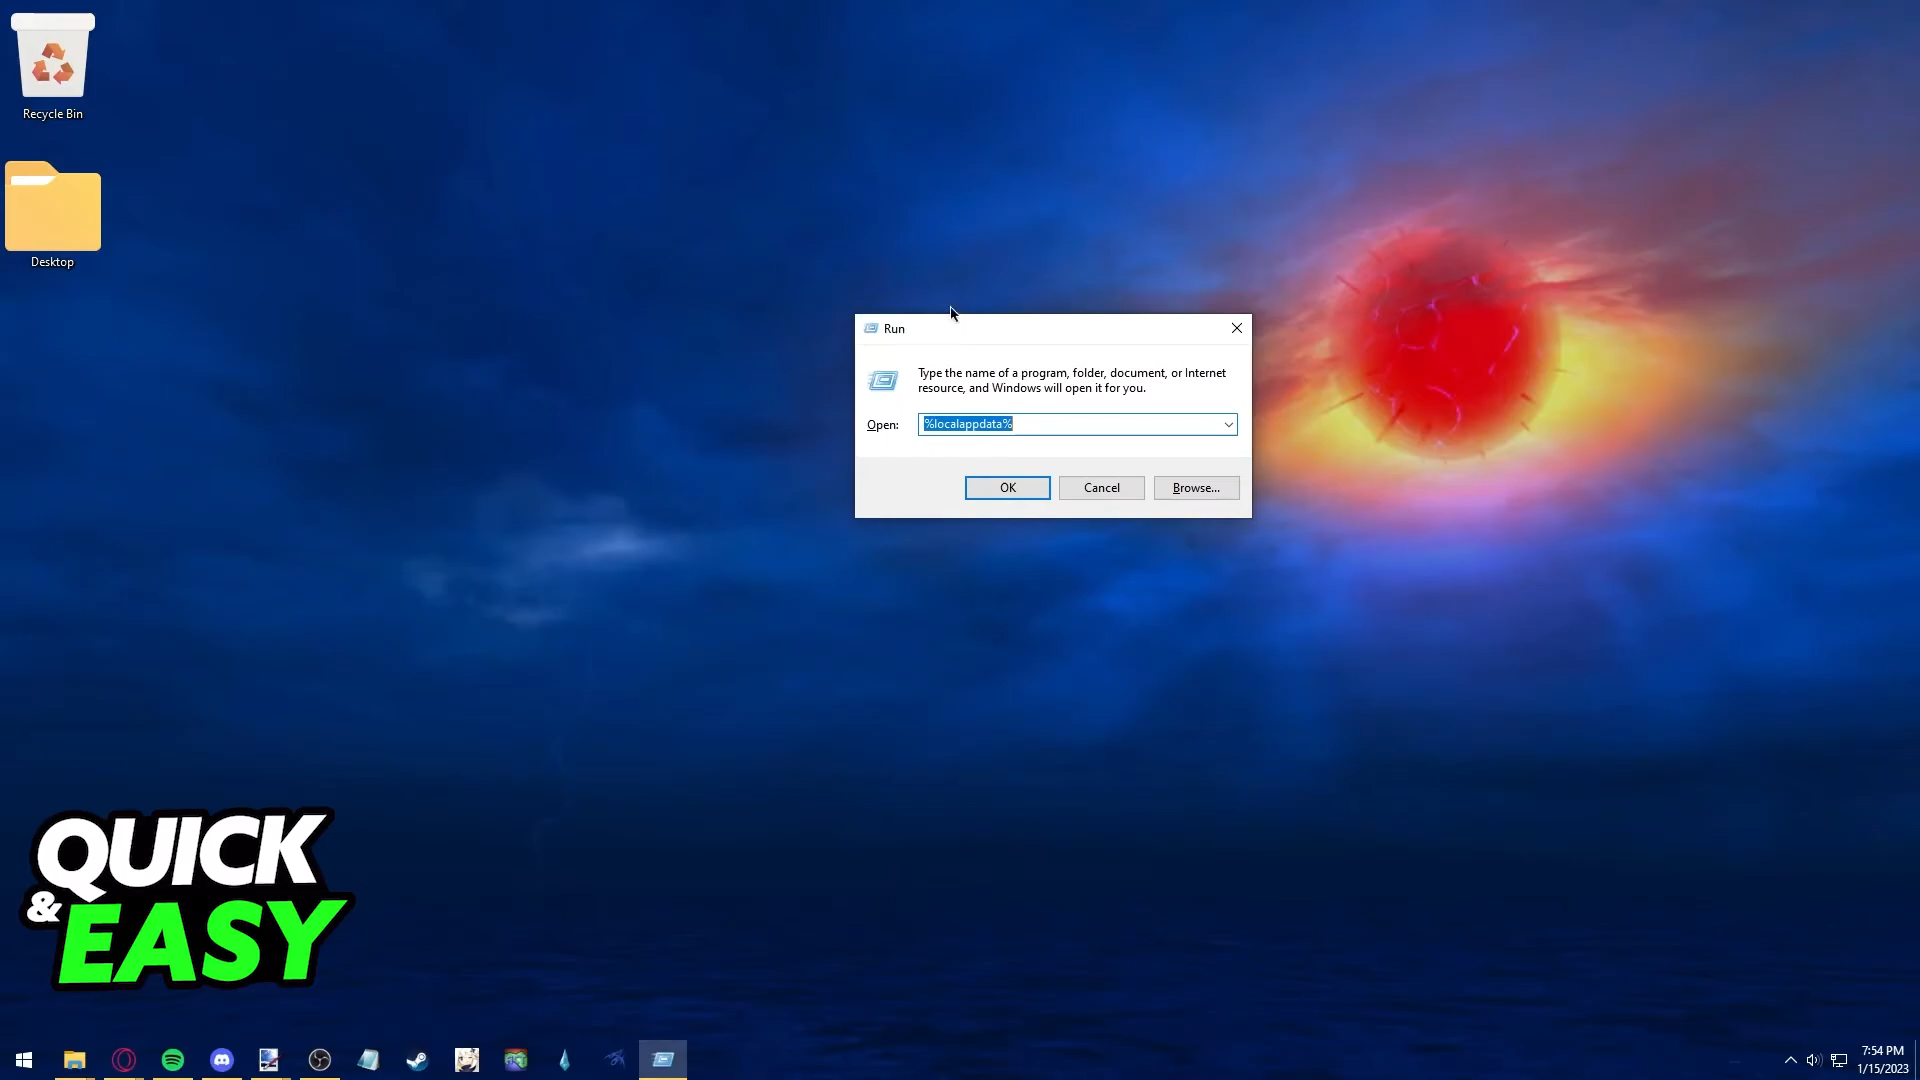 Recycle Bin
Desktop
Run
Type the name of a program, folder, document, or Internet
resource, and Windows will open it for you.
Open:
%localappdata%
OK
Cancel
Browse...
QUICK
& EASY
7:54 PM
1/15/2023